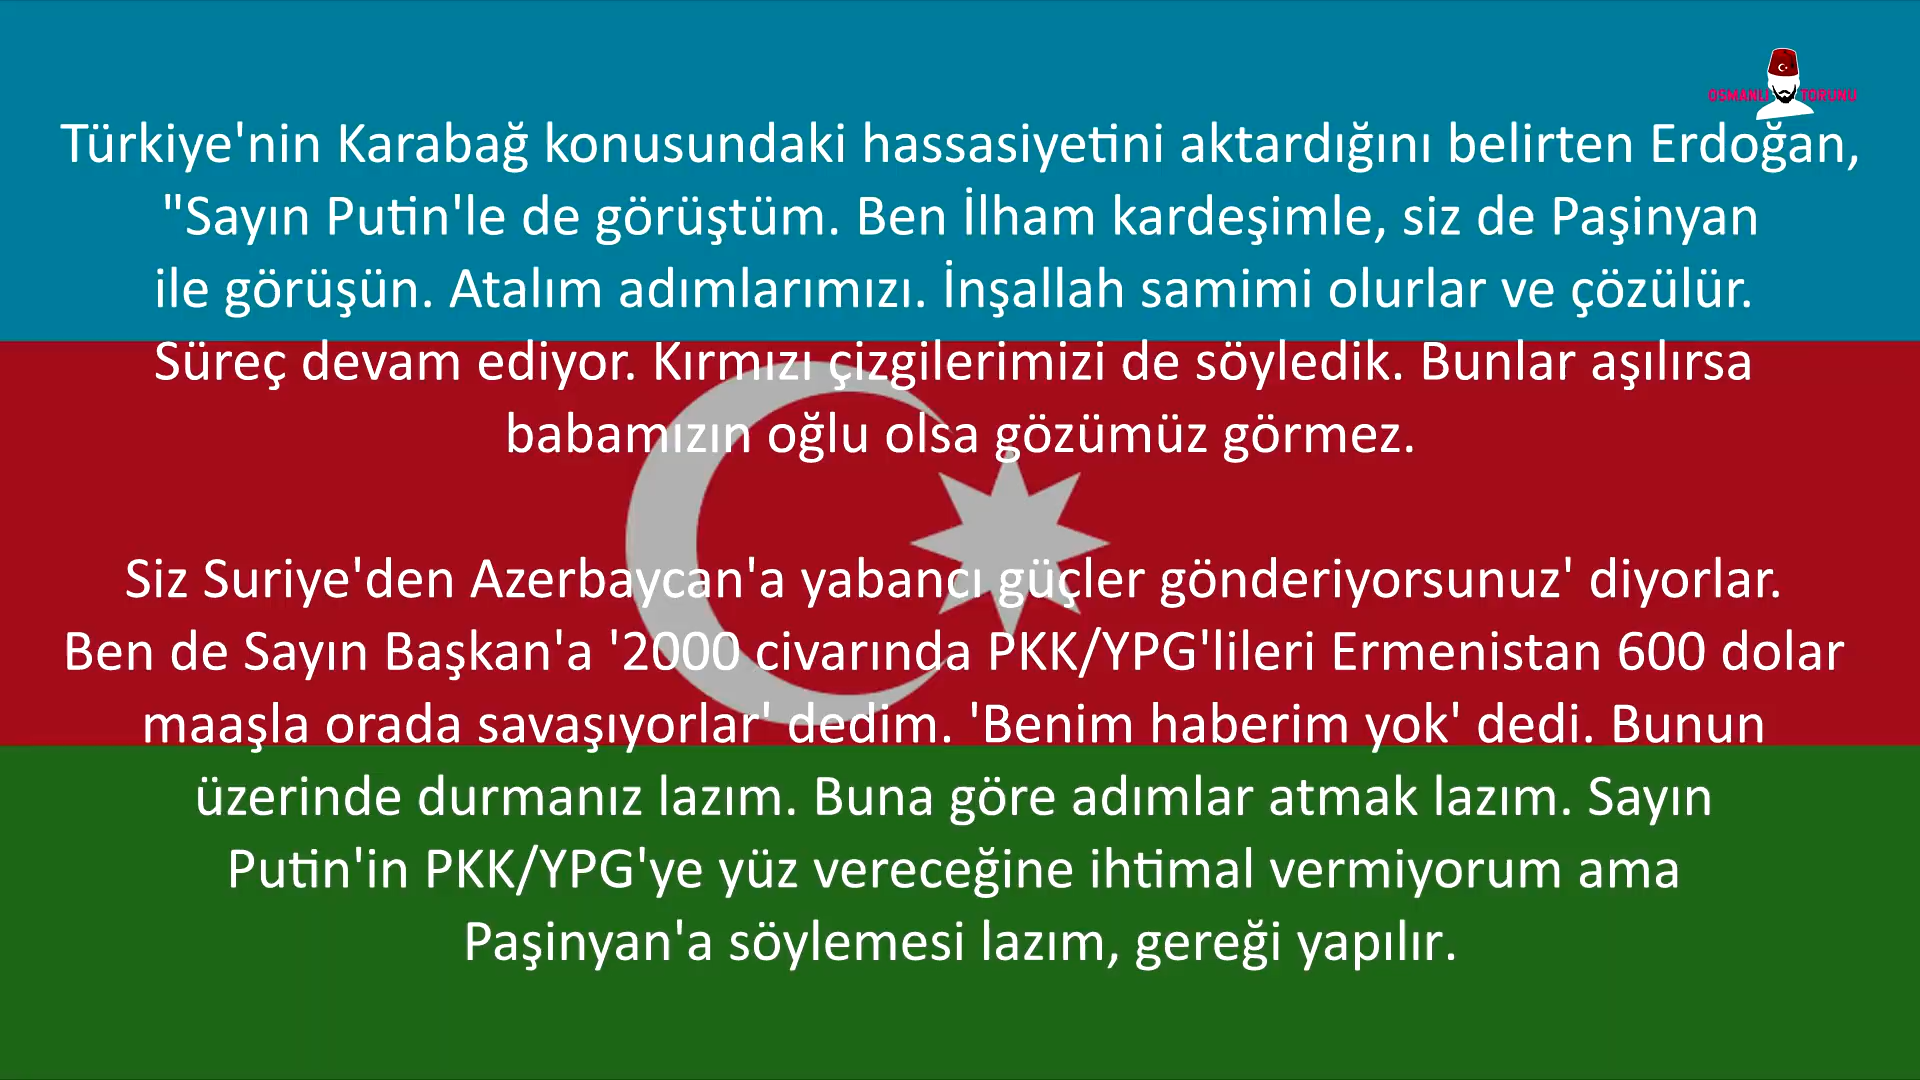 OSMANLI TORUNU
Türkiye'nin Karabağ konusundaki hassasiyetini aktardığını belirten Erdoğan,
"Sayın Putin'le de görüştüm. Ben İlham kardeşimle, siz de Paşinyan
ile görüşün. Atalım adımlarımızı. İnşallah samimi olurlar ve çözülür.
Süreç devam ediyor. Kırmızı çizgilerimizi de söyledik. Bunlar aşılırsa
babamızın oğlu olsa gözümüz görmez.
Siz Suriye'den Azerbaycan'a yabancı güçler gönderiyorsunuz' diyorlar.
Ben de Sayın Başkan'a '2000 civarında PKK/YPG'lileri Ermenistan 600 dolar
maaşla orada savaşıyorlar' dedim. 'Benim haberim yok' dedi. Bunun
üzerinde durmanız lazım. Buna göre adımlar atmak lazım. Sayın
Putin'in PKK/YPG'ye yüz vereceğine ihtimal vermiyorum ama
Paşinyan'a söylemesi lazım, gereği yapılır.